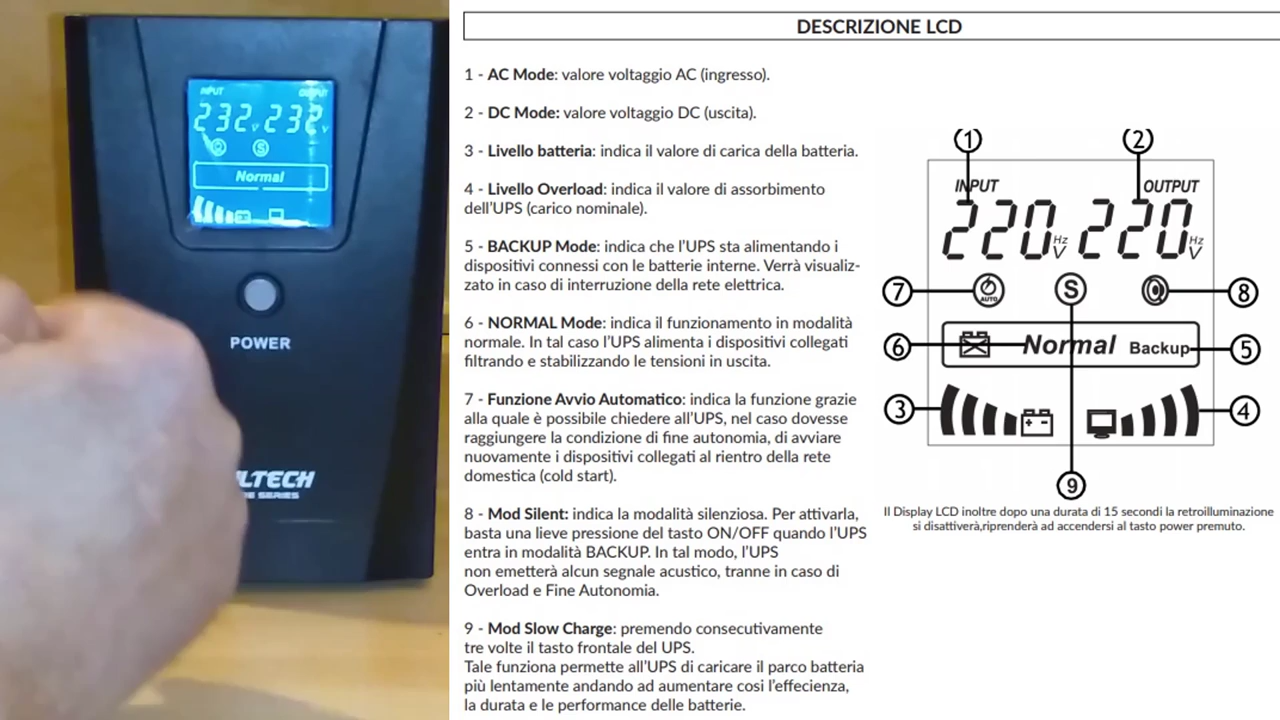 INPUT OUTPUT
232 V 232 V
S
Normal
POWER
LTECH
SERIES
DESCRIZIONE LCD
1 - AC Mode: valore voltaggio AC (ingresso).
2 - DC Mode: valore voltaggio DC (uscita).
3 - Livello batteria: indica il valore di carica della batteria.
4 - Livello Overload: indica il valore di assorbimento
dell'UPS (carico nominale).
5 - BACKUP Mode: indica che l'UPS sta alimentando i
dispositivi connessi con le batterie interne. Verrà visualiz-
zato in caso di interruzione della rete elettrica.
6 - NORMAL Mode: indica il funzionamento in modalità
normale. In tal caso l'UPS alimenta i dispositivi collegati
filtrando e stabilizzando le tensioni in uscita.
7 - Funzione Avvio Automatico: indica la funzione grazie
alla quale è possibile chiedere all'UPS, nel caso dovesse
raggiungere la condizione di fine autonomia, di avviare
nuovamente i dispositivi collegati al rientro della rete
domestica (cold start).
8 - Mod Silent: indica la modalità silenziosa. Per attivarla,
basta una lieve pressione del tasto ON/OFF quando l'UPS
entra in modalità BACKUP. In tal modo, l'UPS
non emetterà alcun segnale acustico, tranne in caso di
Overload e Fine Autonomia.
9 - Mod Slow Charge: premendo consecutivamente
tre volte il tasto frontale del UPS.
Tale funziona permette all'UPS di caricare il parco batteria
più lentamente andando ad aumentare cosi l'effecienza,
la durata e le performance delle batterie.
1 2
INPUT OUTPUT
220 Hz V 220 Hz V
7 AUTO S 8
6 Normal Backup 5
3 4
9
Il Display LCD inoltre dopo una durata di 15 secondi la retroilluminazione
si disattiverà,riprenderà ad accendersi al tasto power premuto.